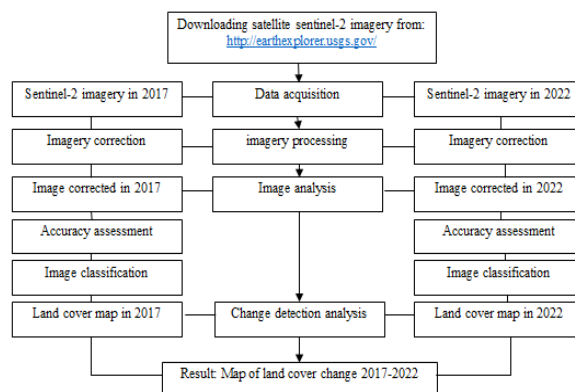 Downloading satellite sentinel-2 imagery from:
http://earthexplorer.usgs.gov/
Sentinel-2 imagery in 2017
Data acquisition
Sentinel-2 imagery in 2022
Imagery correction
imagery processing
Imagery correction
Image corrected in 2017
Image analysis
Image corrected in 2022
Accuracy assessment
Accuracy assessment
Image classification
Image classification
Land cover map in 2017
Change detection analysis
Land cover map in 2022
Result: Map of land cover change 2017-2022